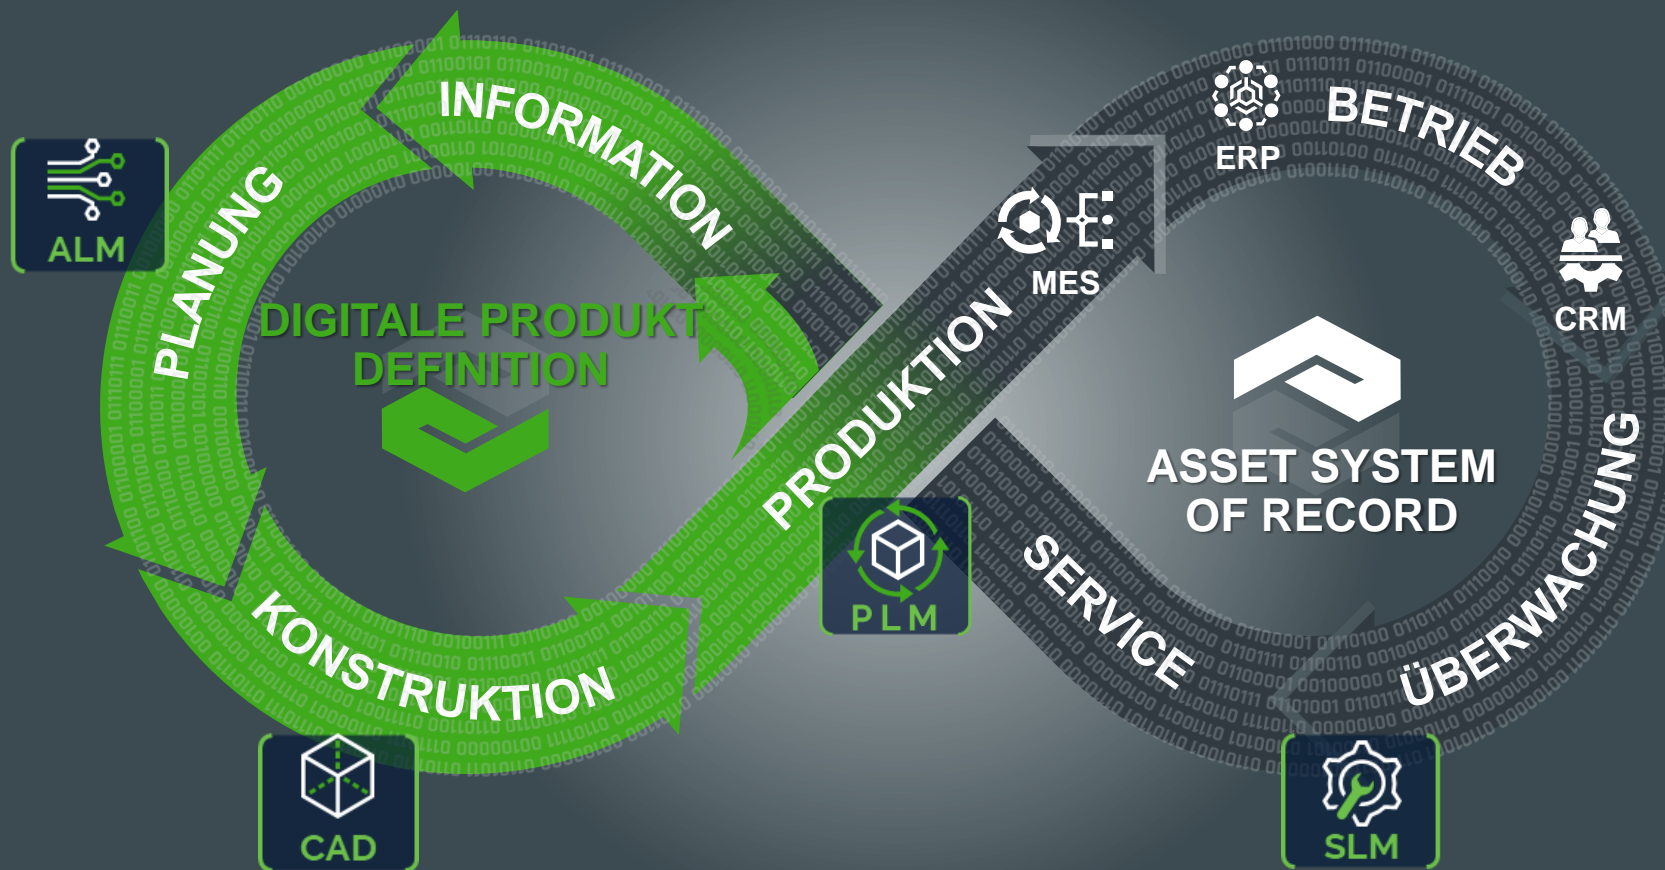 INFORMATION
PLANUNG
ALM
DIGITALE PRODUKT
DEFINITION
KONSTRUKTION
CAD
PRODUKTION
PLM
MES
ERP
BETRIEB
CRM
ASSET SYSTEM
OF RECORD
ÜBERWACHUNG
SERVICE
SLM